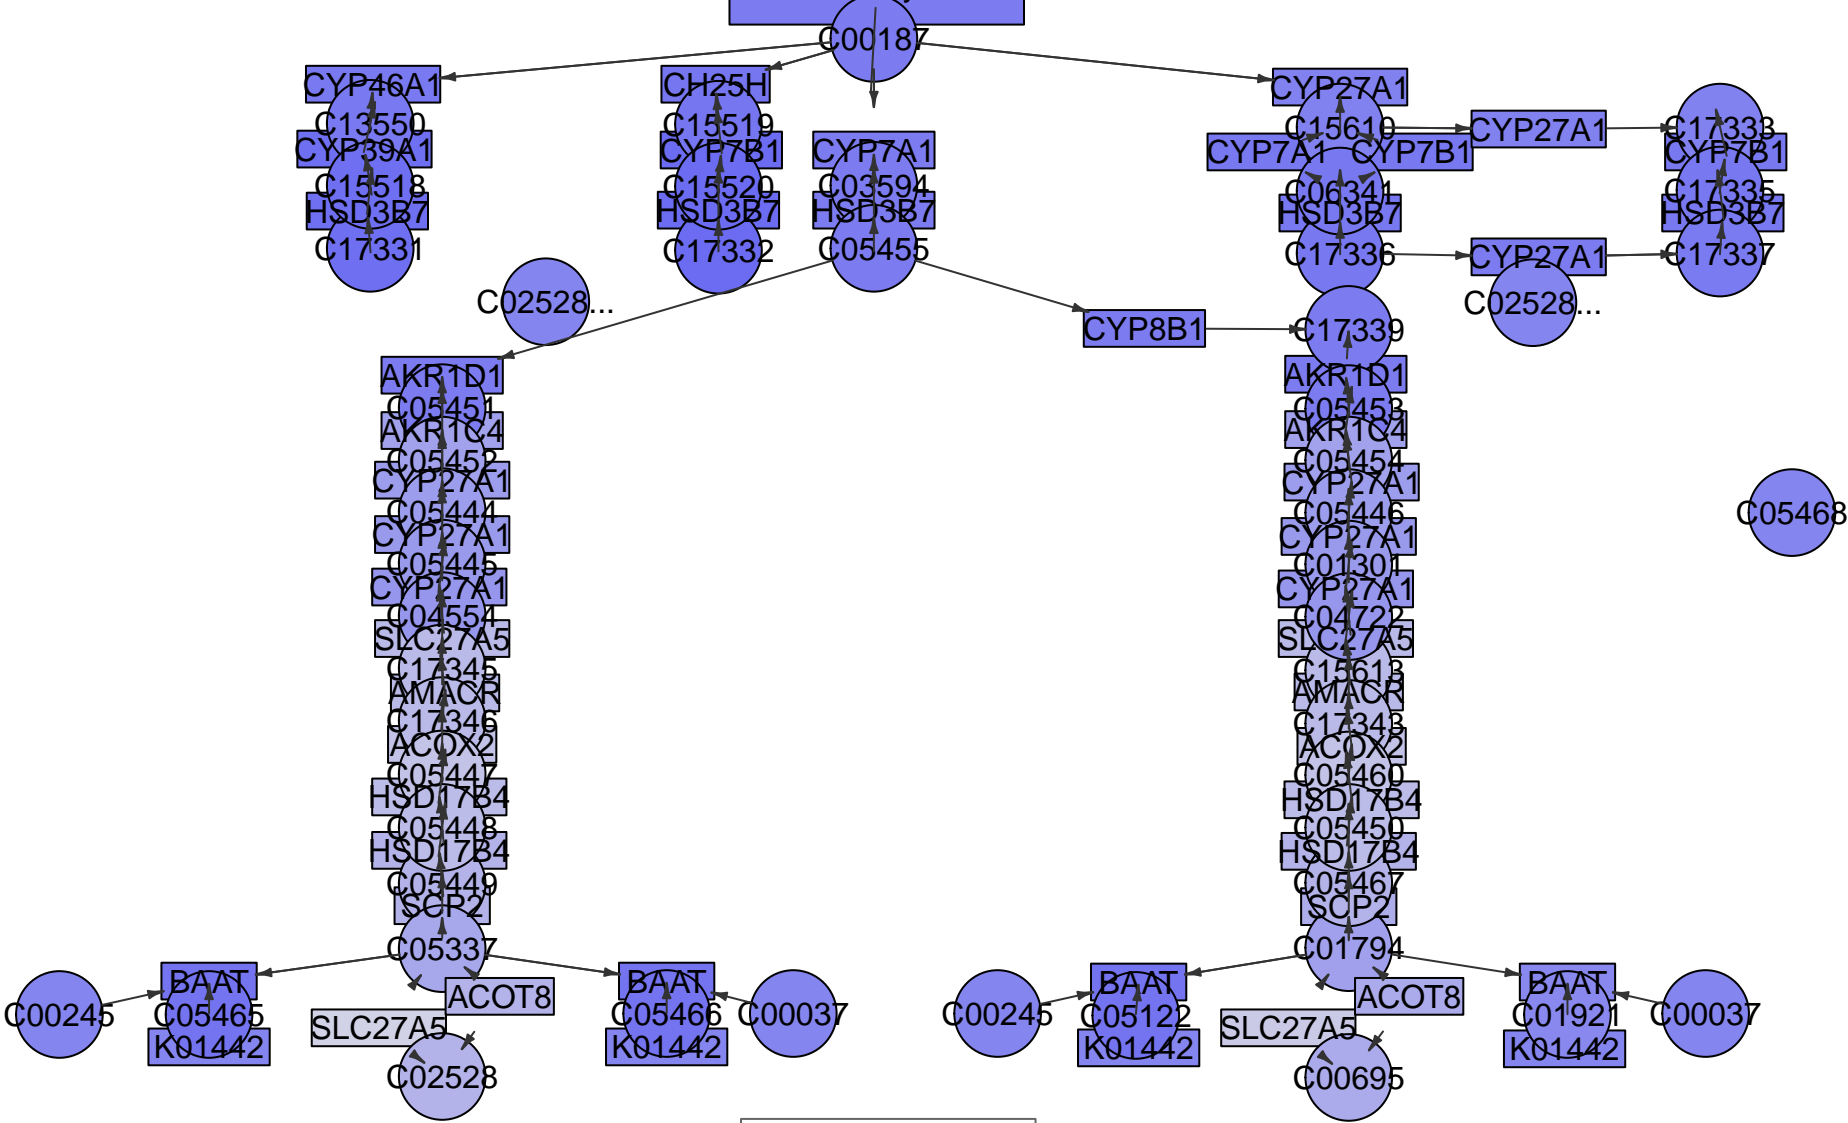 C00187
CYP46A1
CH25H
CYP27A1
C13550
C15519
C15610
CYP27A1
C17333
CYP39A1
CYP7B1
CYP7A1
CYP7A1
CYP7B1
CYP7B1
C15518
C15520
C03594
C06341
C17335
HSD3B7
HSD3B7
HSD3B7
HSD3B7
HSD3B7
C17331
C17332
C05455
C17336
CYP27A1
C17337
C02528...
C02528...
CYP8B1
C17339
AKR1D1
AKR1D1
C05451
C05453
AKR1C4
AKR1C4
C05452
C05454
CYP27A1
CYP27A1
C05444
C05446
C05468
CYP27A1
CYP27A1
C05445
C01301
CYP27A1
CYP27A1
C04554
C04722
SLC27A5
SLC27A5
C17345
C15613
AMACR
AMACR
C17346
C17343
ACOX2
ACOX2
C05447
C05460
HSD17B4
HSD17B4
C05448
C05450
HSD17B4
HSD17B4
C05449
C05467
SCP2
SCP2
C05337
C01794
BAAT
BAAT
BAAT
BAAT
ACOT8
ACOT8
C00245
C05465
C05466
C00037
C00245
C05122
C01921
C00037
SLC27A5
SLC27A5
K01442
K01442
K01442
K01442
C02528
C00695